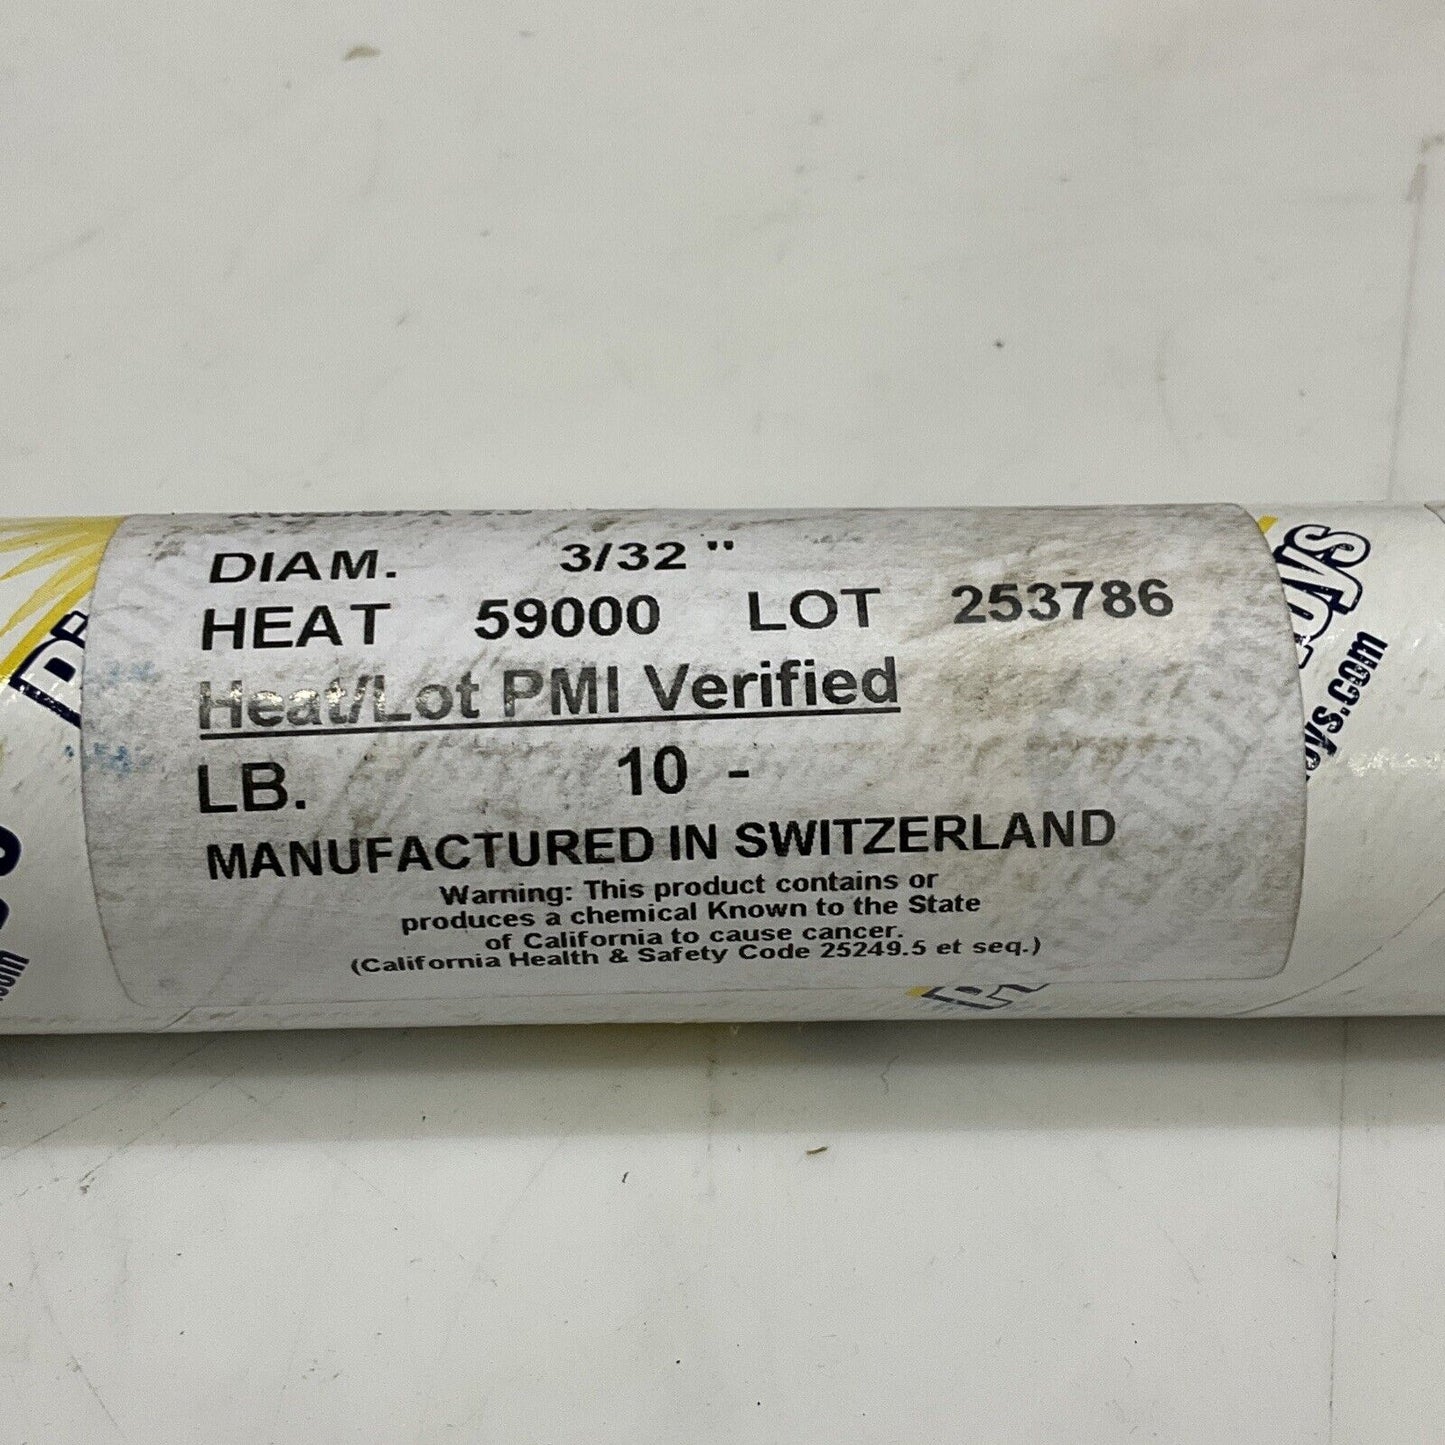 DIAM. 3/32 "
HEAT 59000 LOT 253786
Heat/Lot PMI Verified
LB. 10 -
MANUFACTURED IN SWITZERLAND
Warning: This product contains or
produces a chemical Known to the State
of California to cause cancer.
(California Health & Safety Code 25249.5 et seq.)